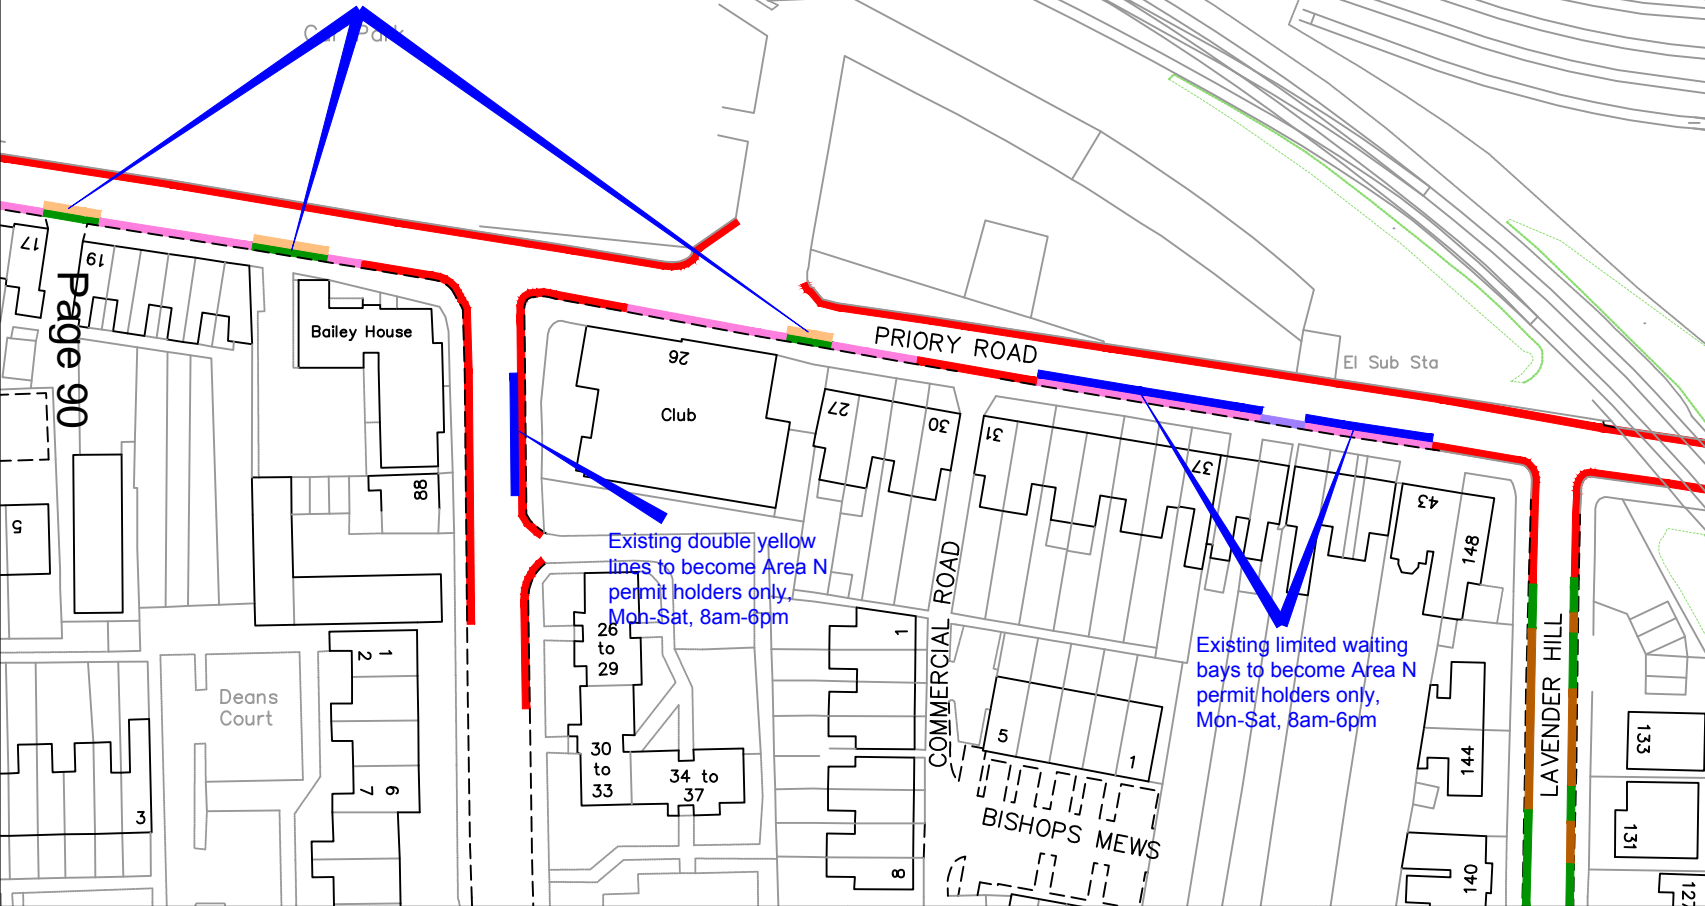 Car Park
17
19
Page 90
Bailey House
26
Club
88
5
PRIORY ROAD
El Sub Sta
27
30
31
37
43
148
Existing double yellow
lines to become Area N
permit holders only,
Mon-Sat, 8am-6pm
26
to
29
30
to
33
34 to
37
1
2
Deans
Court
7
6
3
1
8
COMMERCIAL ROAD
5
1
BISHOPS MEWS
Existing limited waiting
bays to become Area N
permit holders only,
Mon-Sat, 8am-6pm
LAVENDER HILL
144
140
133
131